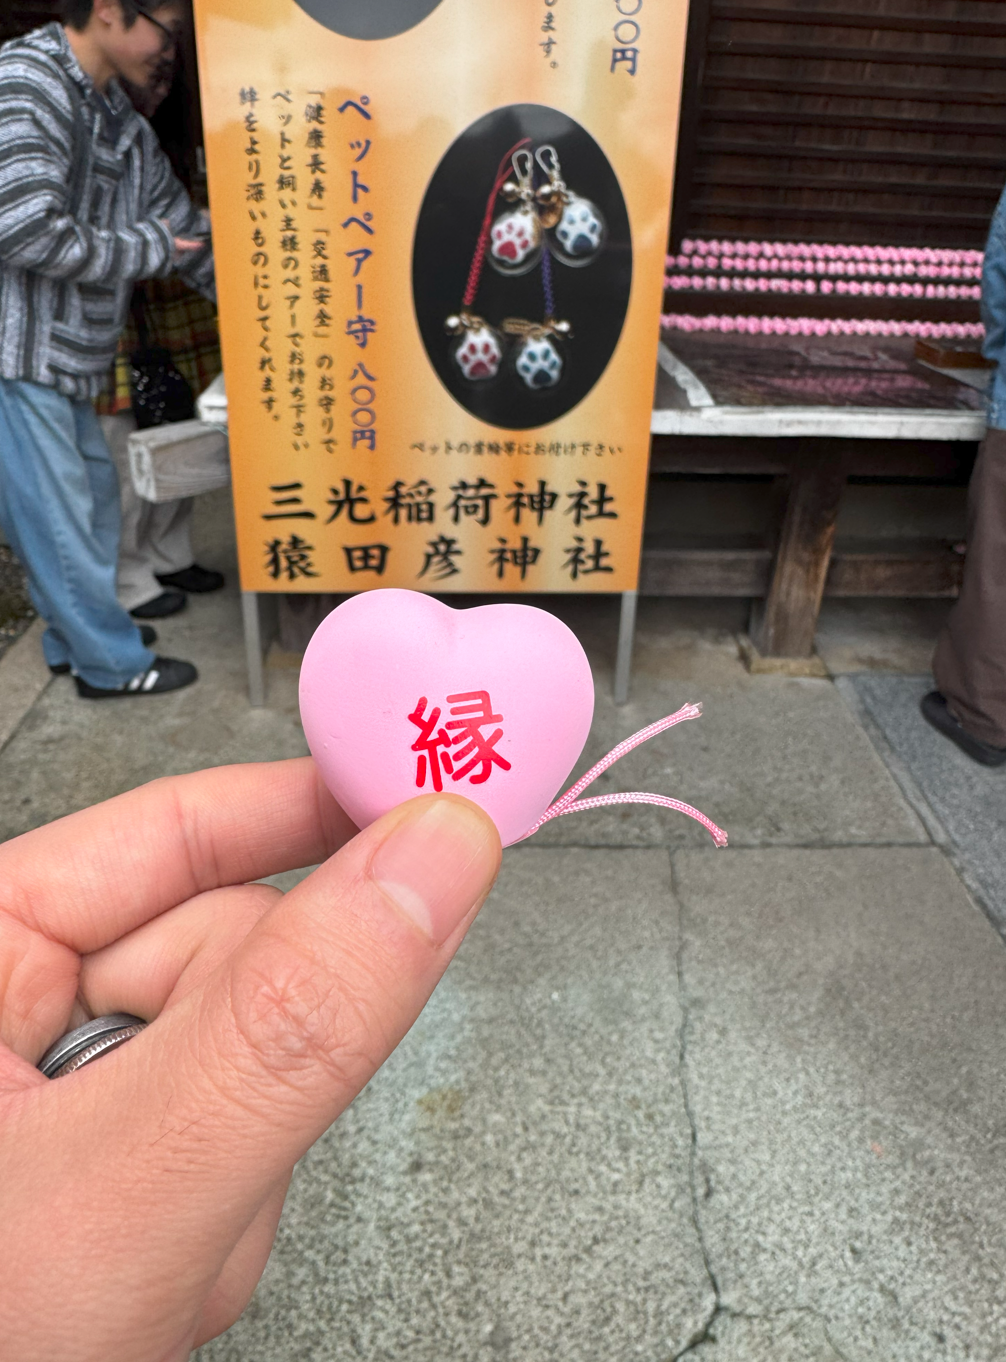 します。
〇〇円
ペットペアー守 八〇〇円
「健康長寿」「交通安全」のお守りで
ペットと飼い主様のペアーでお持ち下さい
絆をより深いものにしてくれます。
ペットの首輪等にお付け下さい
三光稲荷神社
猿田彦神社
縁